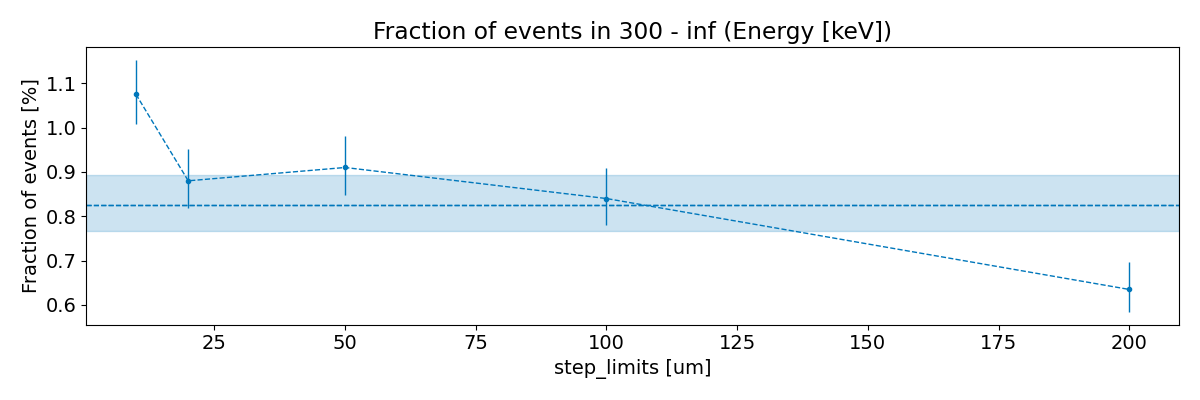 Fraction of events in 300 - inf (Energy [keV])
Fraction of events [%]
1.1
1.0
0.9
0.8
0.7
0.6
25 50 75 100 125 150 175 200
step_limits [um]